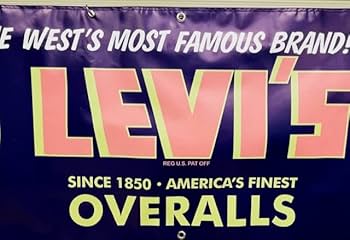 E WEST'S MOST FAMOUS BRAND!
LEVI'S
REG U.S. PAT OFF
SINCE 1850 • AMERICA'S FINEST
OVERALLS